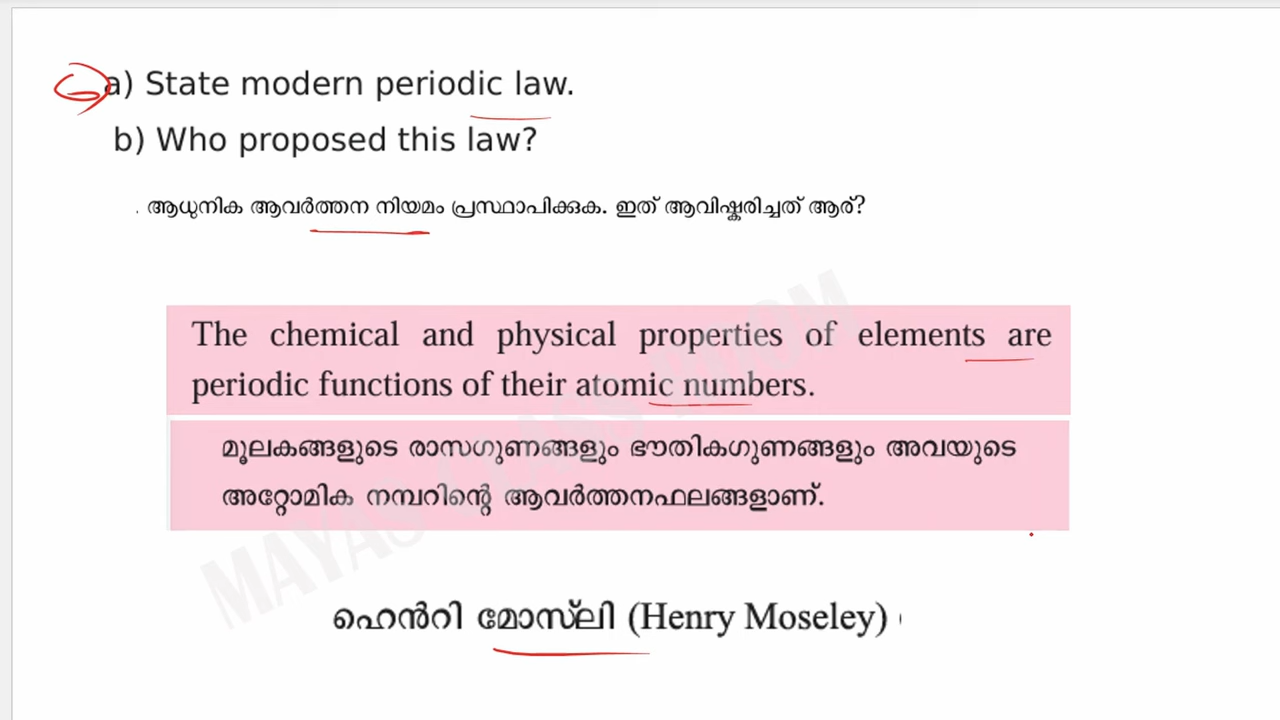 a) State modern periodic law.
b) Who proposed this law?
. ആധുനിക ആവർത്തന നിയമം പ്രസ്ഥാപിക്കുക. ഇത് ആവിഷ്കരിച്ചത് ആര്?
The chemical and physical properties of elements are
periodic functions of their atomic numbers.
മൂലകങ്ങളുടെ രാസഗുണങ്ങളും ഭൗതികഗുണങ്ങളും അവയുടെ
അറ്റോമിക നമ്പറിന്റെ ആവർത്തനഫലങ്ങളാണ്.
ഹെൻറി മോസ്‌ലി (Henry Moseley)